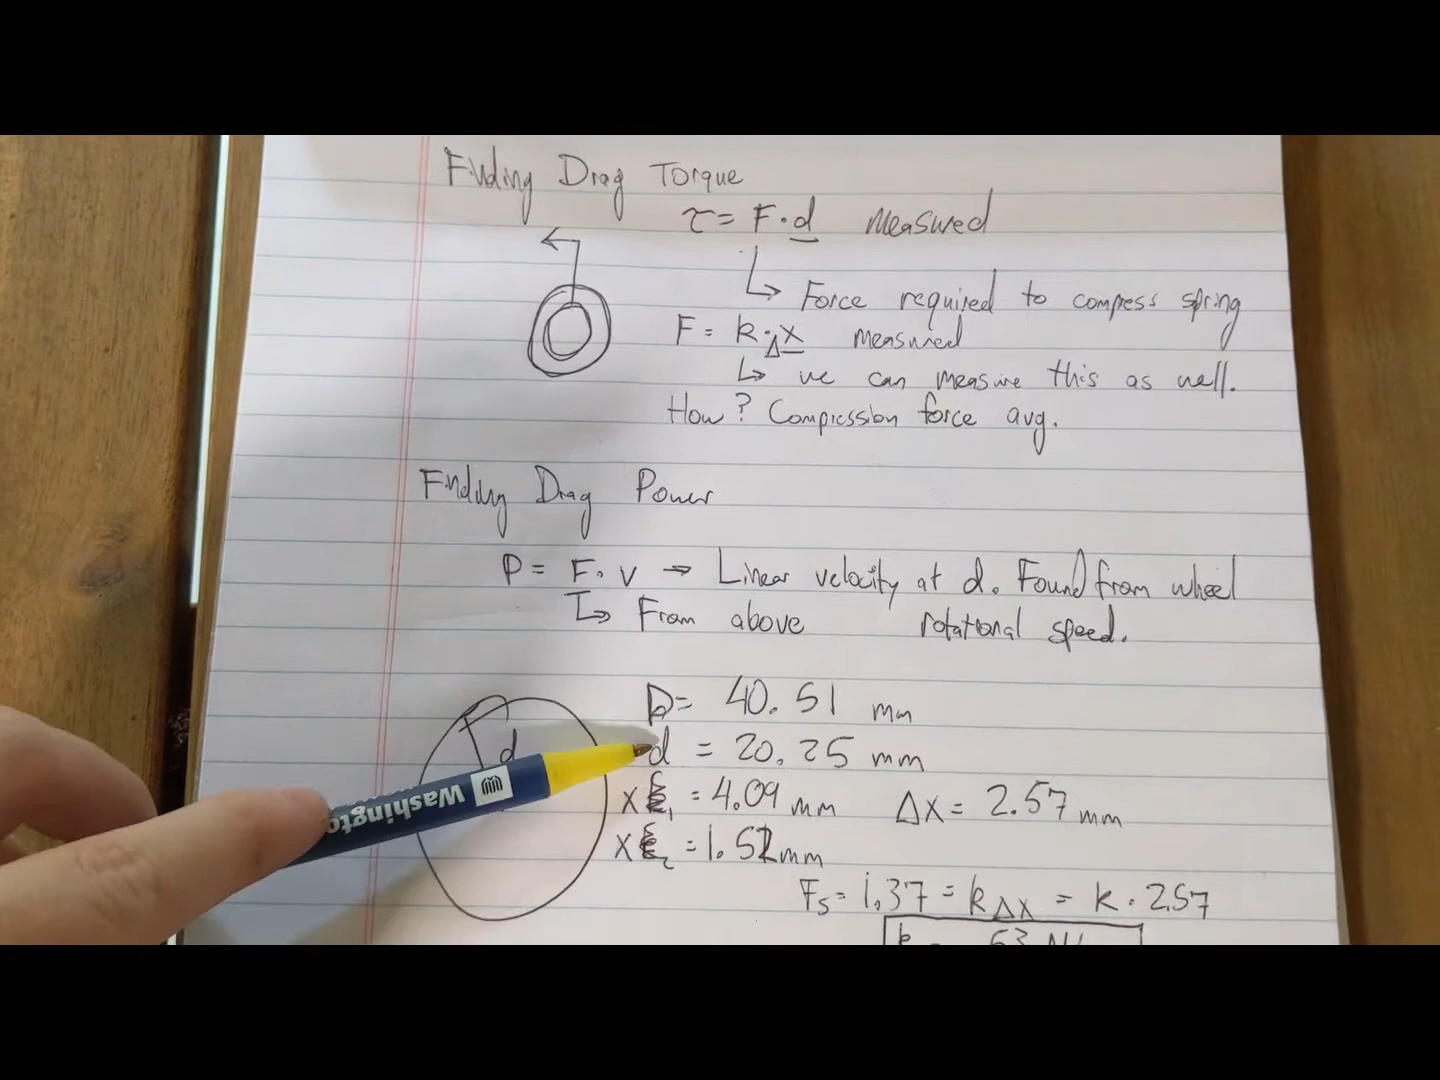 Finding Drag Torque
τ = F · d measured
Force required to compess spring
F = k · Δx measured
we can measure this as well.
How? Compression force avg.
Finding Drag Power
P = F · v → Linear velocity at d. Found from wheel
From above rotational speed.
D = 40.51 mm
d
d = 20.25 mm
x₁ = 4.09 mm Δx = 2.57 mm
x₂ = 1.52 mm
Washingto
Fs = 1.37 = kΔx = k · 2.57